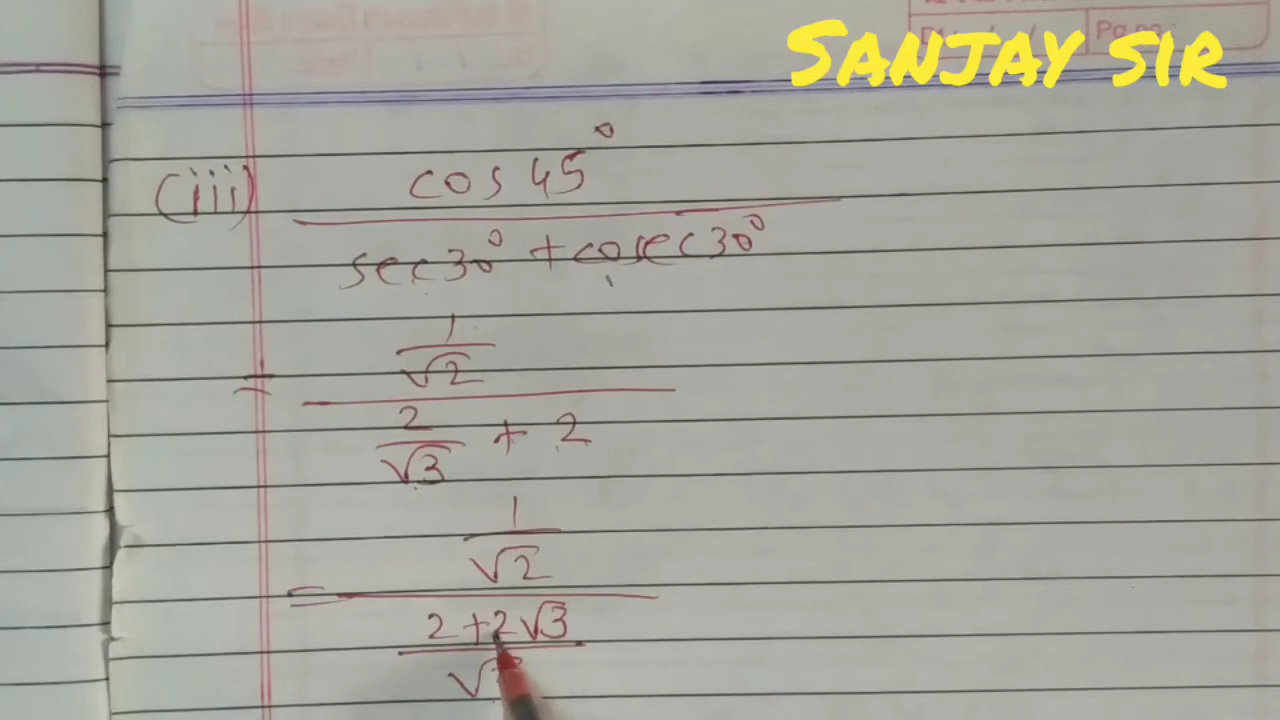 SANJAY SIR
(iii) cos 45°
sec 30° + cosec 30°
= 1
√2
2 + 2
√3
= 1
√2
2 + 2√3
√